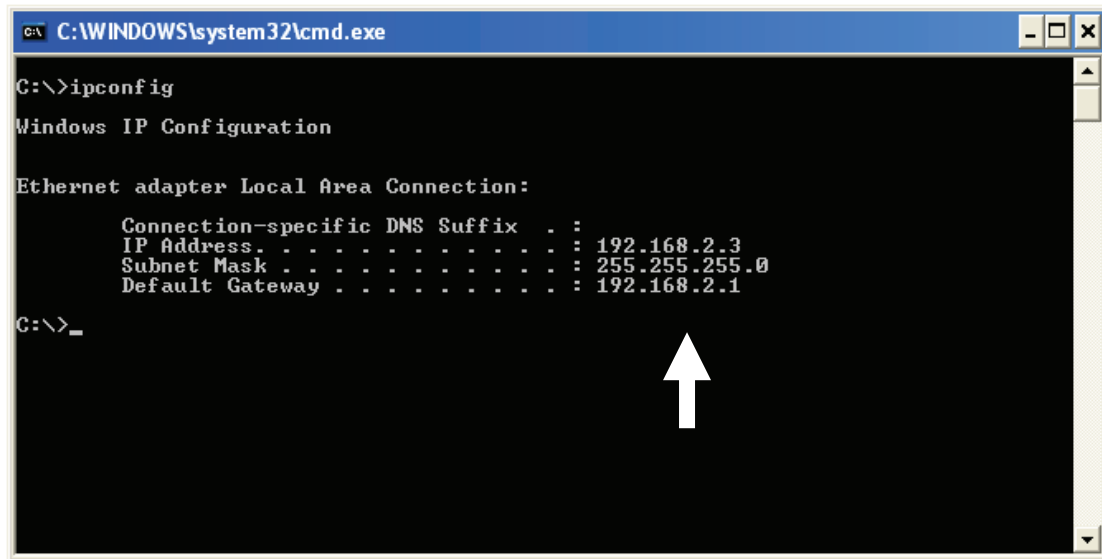 C:\WINDOWS\system32\cmd.exe
C:\>ipconfig
Windows IP Configuration
Ethernet adapter Local Area Connection:
Connection-specific DNS Suffix  . :
IP Address. . . . . . . . . . . . : 192.168.2.3
Subnet Mask . . . . . . . . . . . : 255.255.255.0
Default Gateway . . . . . . . . . : 192.168.2.1
C:\>_